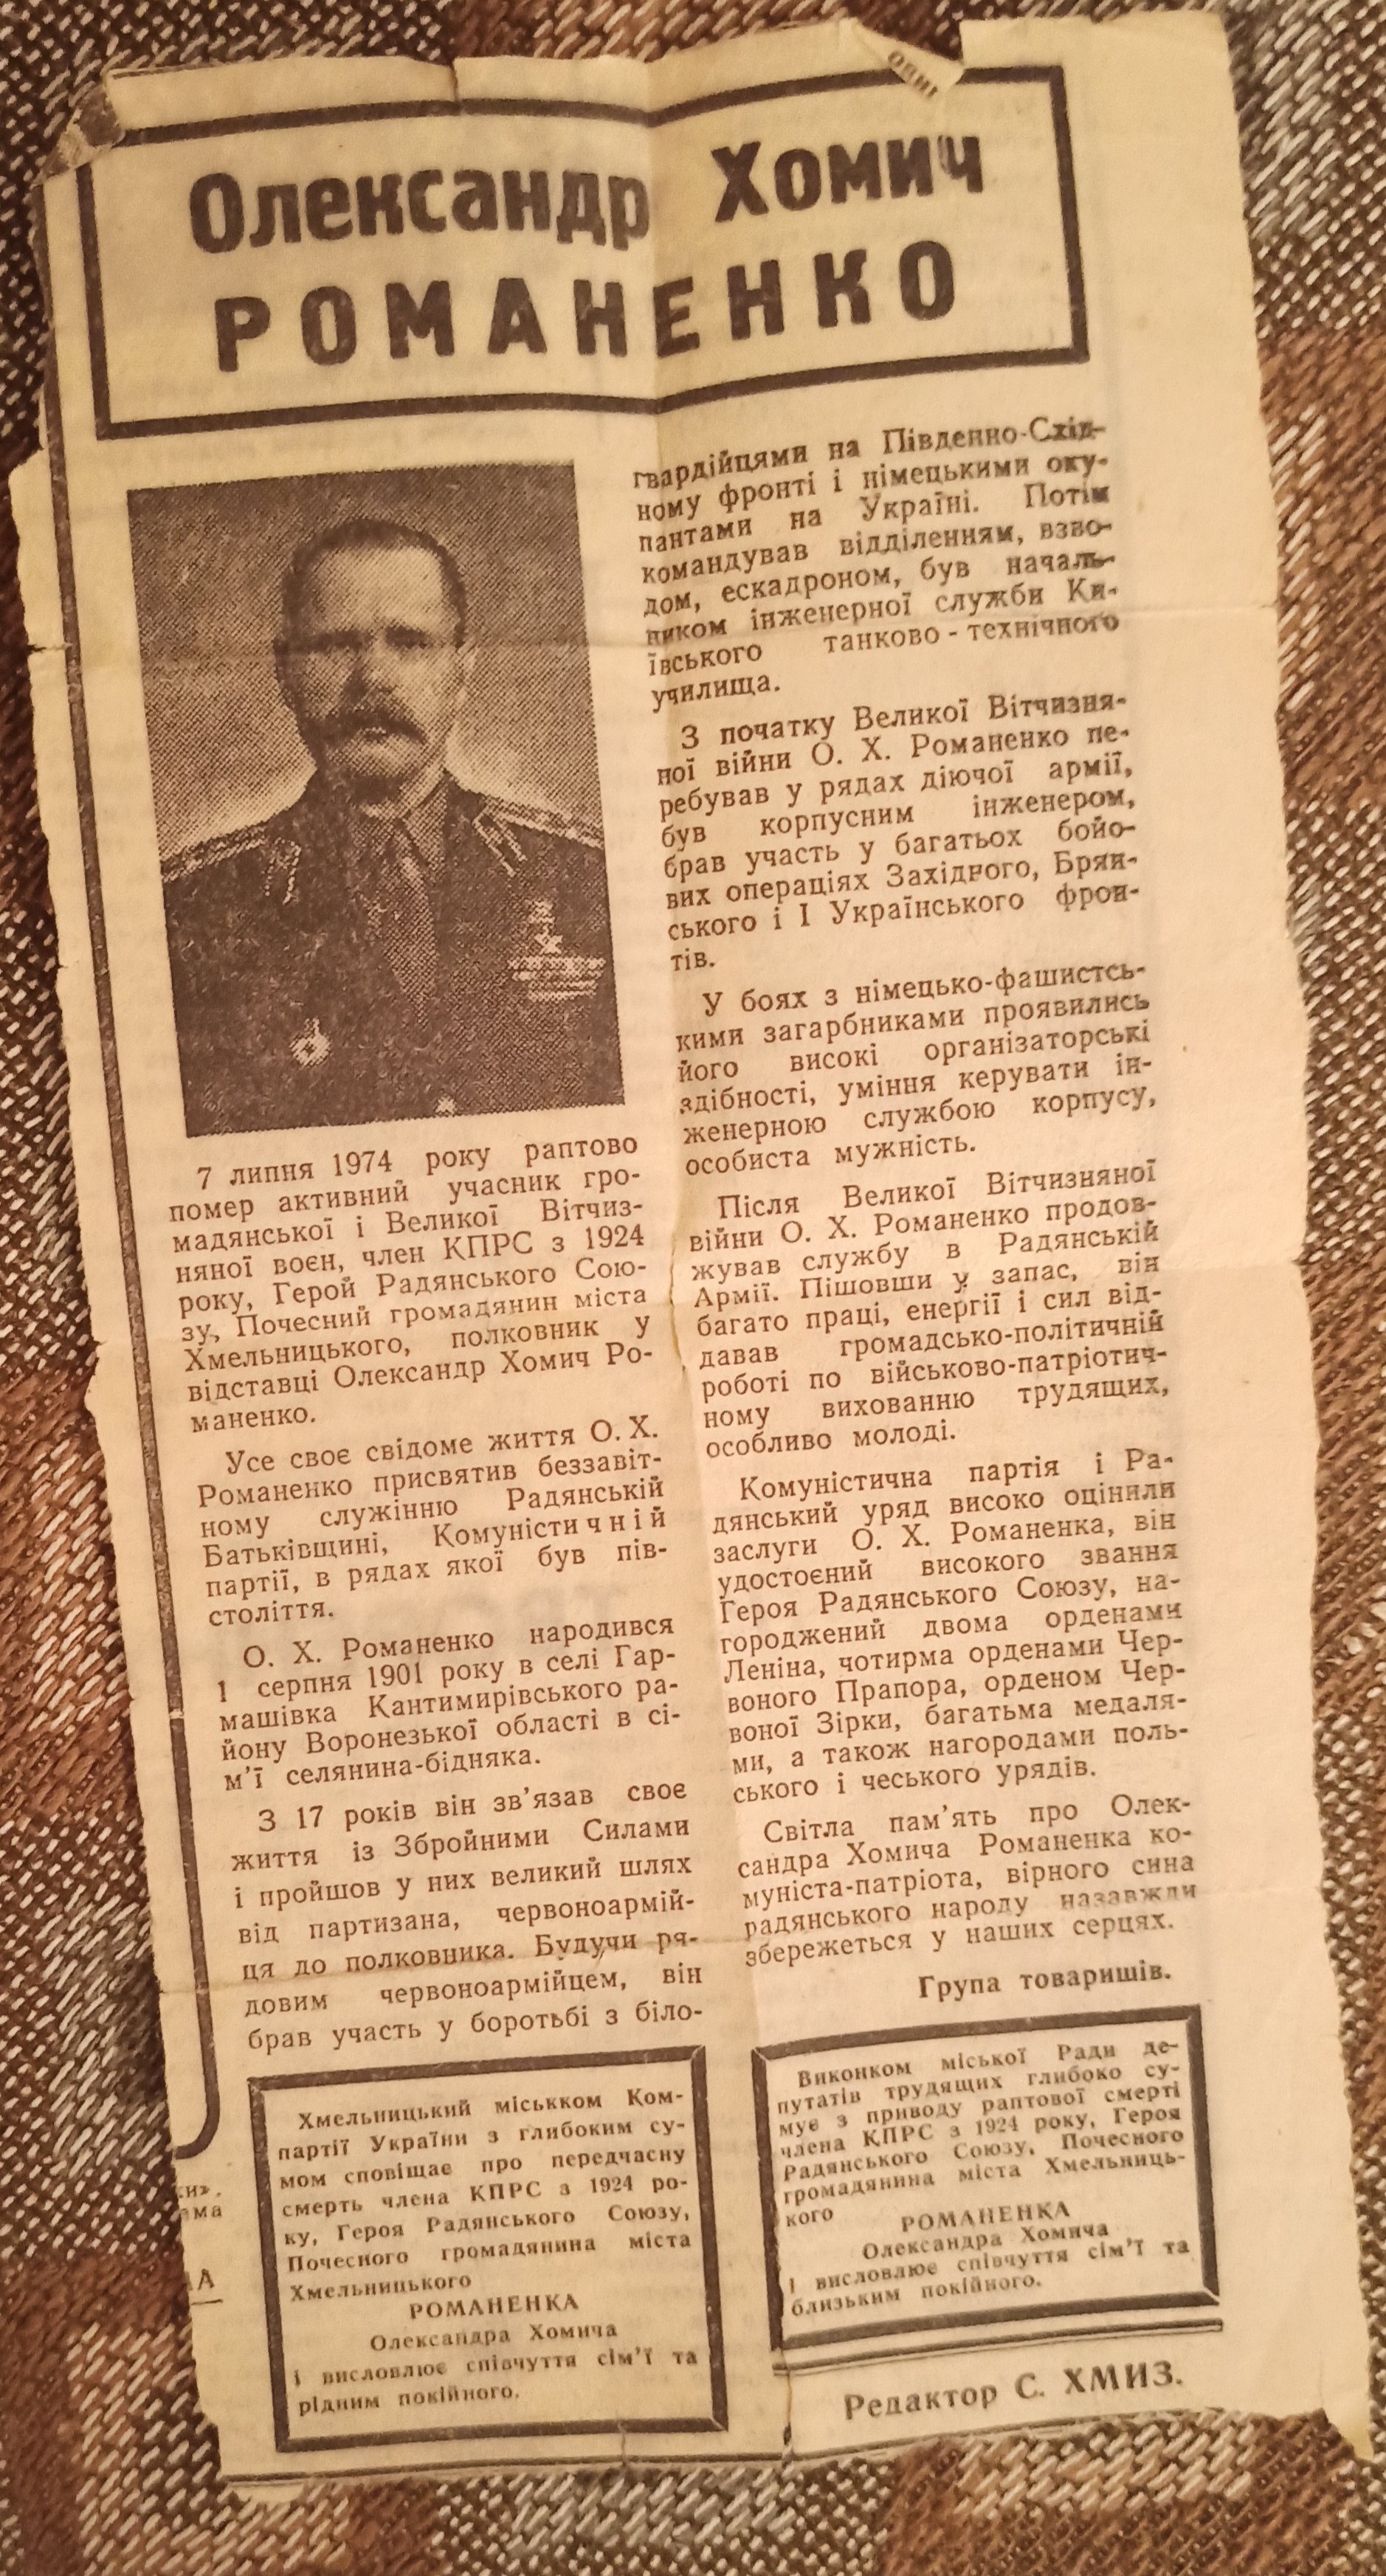 Олександр Хомич
РОМАНЕНКО
7 липня 1974 року раптово
помер активний учасник гро-
мадянської і Великої Вітчиз-
няної воєн, член КПРС з 1924
року, Герой Радянського Сою-
зу, Почесний громадянин міста
Хмельницького, полковник у
відставці Олександр Хомич Ро-
маненко.
Усе своє свідоме життя О. Х.
Романенко присвятив беззавіт-
ному служінню Радянській
Батьківщині, Комуністичній
партії, в рядах якої був пів-
століття.
О. Х. Романенко народився
1 серпня 1901 року в селі Гар-
машівка Кантимирівського ра-
йону Воронезької області в сі-
м’ї селянина-бідняка.
З 17 років він зв’язав своє
життя із Збройними Силами
і пройшов у них великий шлях
від партизана, червоноармій-
ця до полковника. Будучи ря-
довим червоноармійцем, він
брав участь у боротьбі з біло-
гвардійцями на Південно-Схід-
ному фронті і німецькими оку-
пантами на Україні. Потім
командував відділенням, взво-
дом, ескадроном, був началь-
ником інженерної служби Ки-
ївського танково-технічного
училища.
З початку Великої Вітчизня-
ної війни О. Х. Романенко пе-
ребував у рядах діючої армії,
був корпусним інженером,
брав участь у багатьох бойо-
вих операціях Західного, Брян-
ського і І Українського фрон-
тів.
У боях з німецько-фашистсь-
кими загарбниками проявились
його високі організаторські
здібності, уміння керувати ін-
женерною службою корпусу,
особиста мужність.
Після Великої Вітчизняної
війни О. Х. Романенко продов-
жував службу в Радянській
Армії. Пішовши у запас, він
багато праці, енергії і сил від-
давав громадсько-політичній
роботі по військово-патріотич-
ному вихованню трудящих,
особливо молоді.
Комуністична партія і Ра-
дянський уряд високо оцінили
заслуги О. Х. Романенка, він
удостоєний високого звання
Героя Радянського Союзу, на-
городжений двома орденами
Леніна, чотирма орденами Чер-
воного Прапора, орденом Чер-
воної Зірки, багатьма медаля-
ми, а також нагородами поль-
ського і чеського урядів.
Світла пам’ять про Олек-
сандра Хомича Романенка ко-
муніста-патріота, вірного сина
радянського народу назавжди
збережеться у наших серцях.
Група товаришів.
Хмельницький міськком Ком-
партії України з глибоким су-
мом сповіщає про передчасну
смерть члена КПРС з 1924 ро-
ку, Героя Радянського Союзу,
Почесного громадянина міста
Хмельницького
РОМАНЕНКА
Олександра Хомича
і висловлює співчуття сім’ї та
рідним покійного.
Виконком міської Ради де-
путатів трудящих глибоко су-
мує з приводу раптової смерті
члена КПРС з 1924 року, Героя
Радянського Союзу, Почесного
громадянина міста Хмельниць-
кого
РОМАНЕНКА
Олександра Хомича
і висловлює співчуття сім’ї та
близьким покійного.
Редактор С. ХМИЗ.